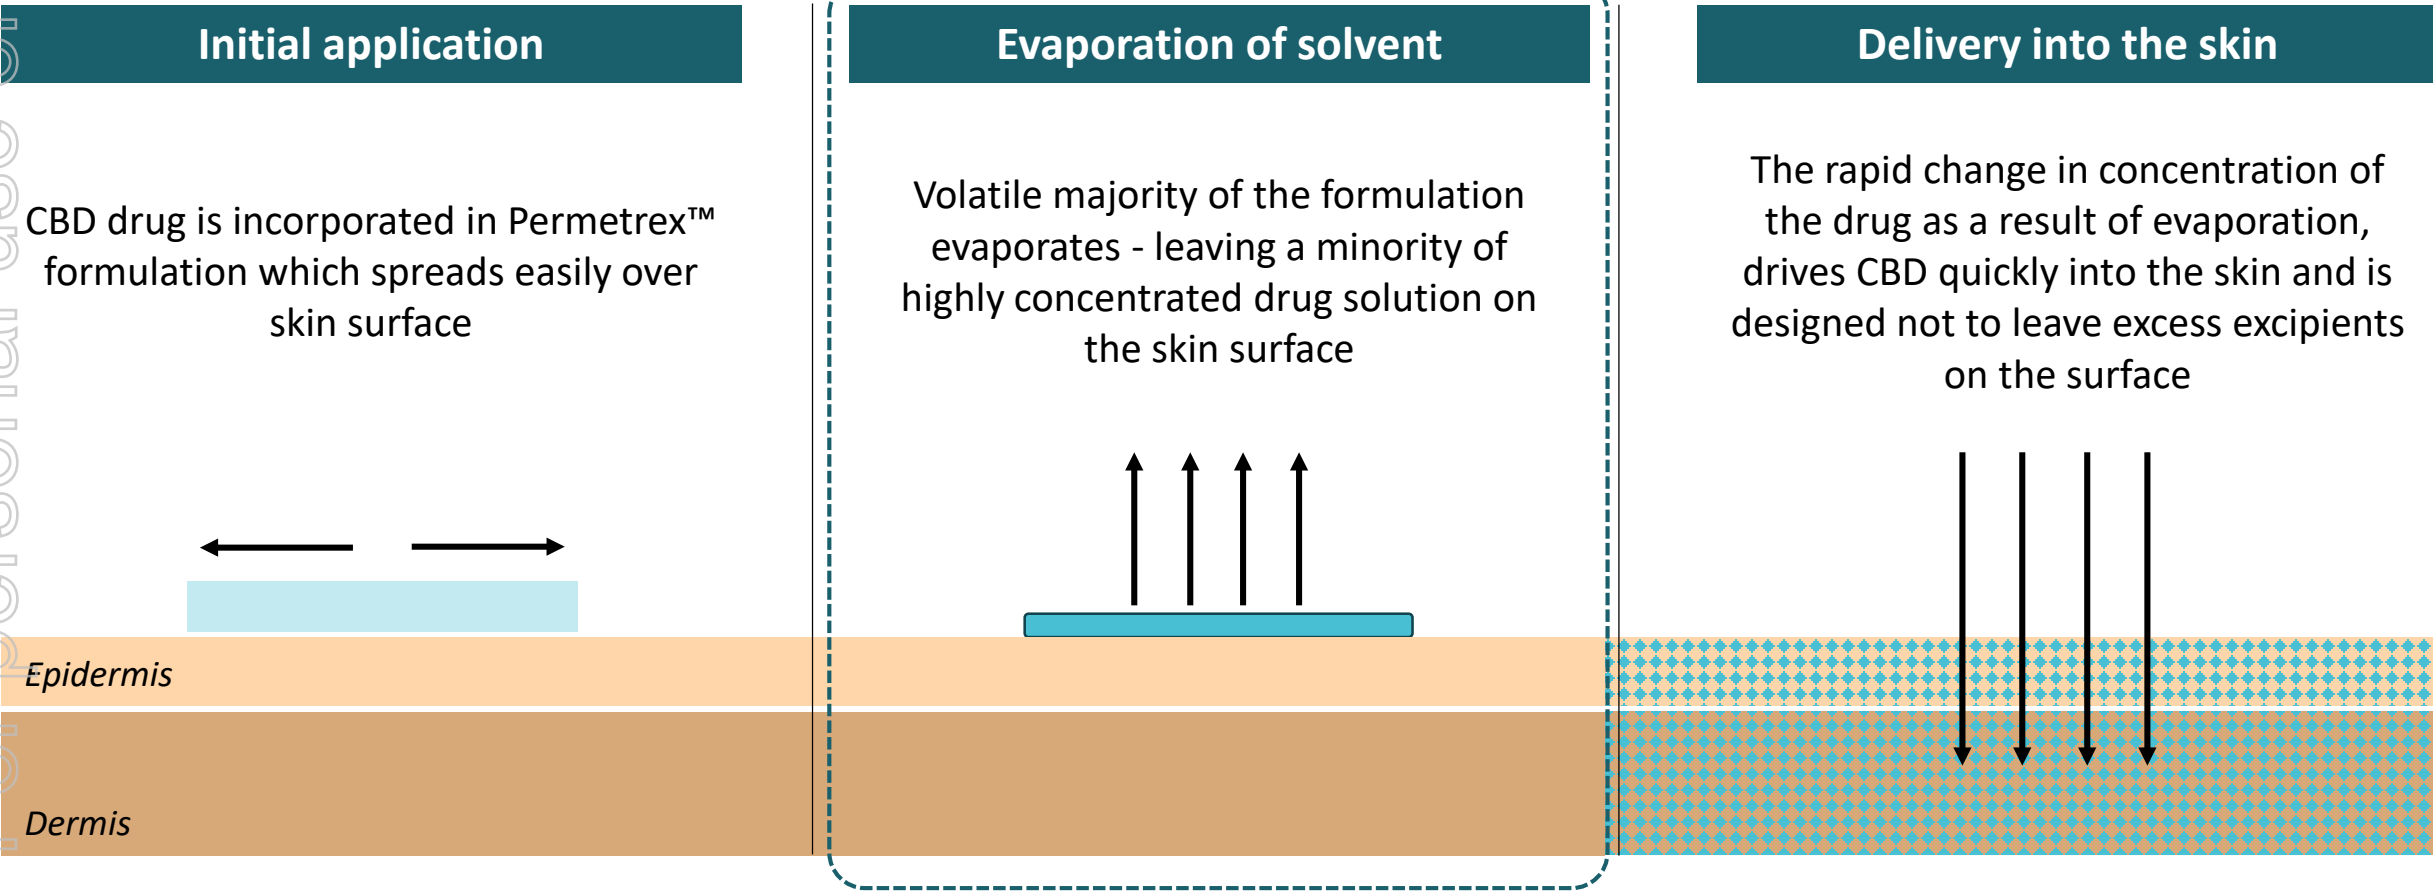 Initial application
CBD drug is incorporated in Permetrex™
formulation which spreads easily over
skin surface
Evaporation of solvent
Volatile majority of the formulation
evaporates - leaving a minority of
highly concentrated drug solution on
the skin surface
Delivery into the skin
The rapid change in concentration of
the drug as a result of evaporation,
drives CBD quickly into the skin and is
designed not to leave excess excipients
on the surface
Epidermis
Dermis
personal use